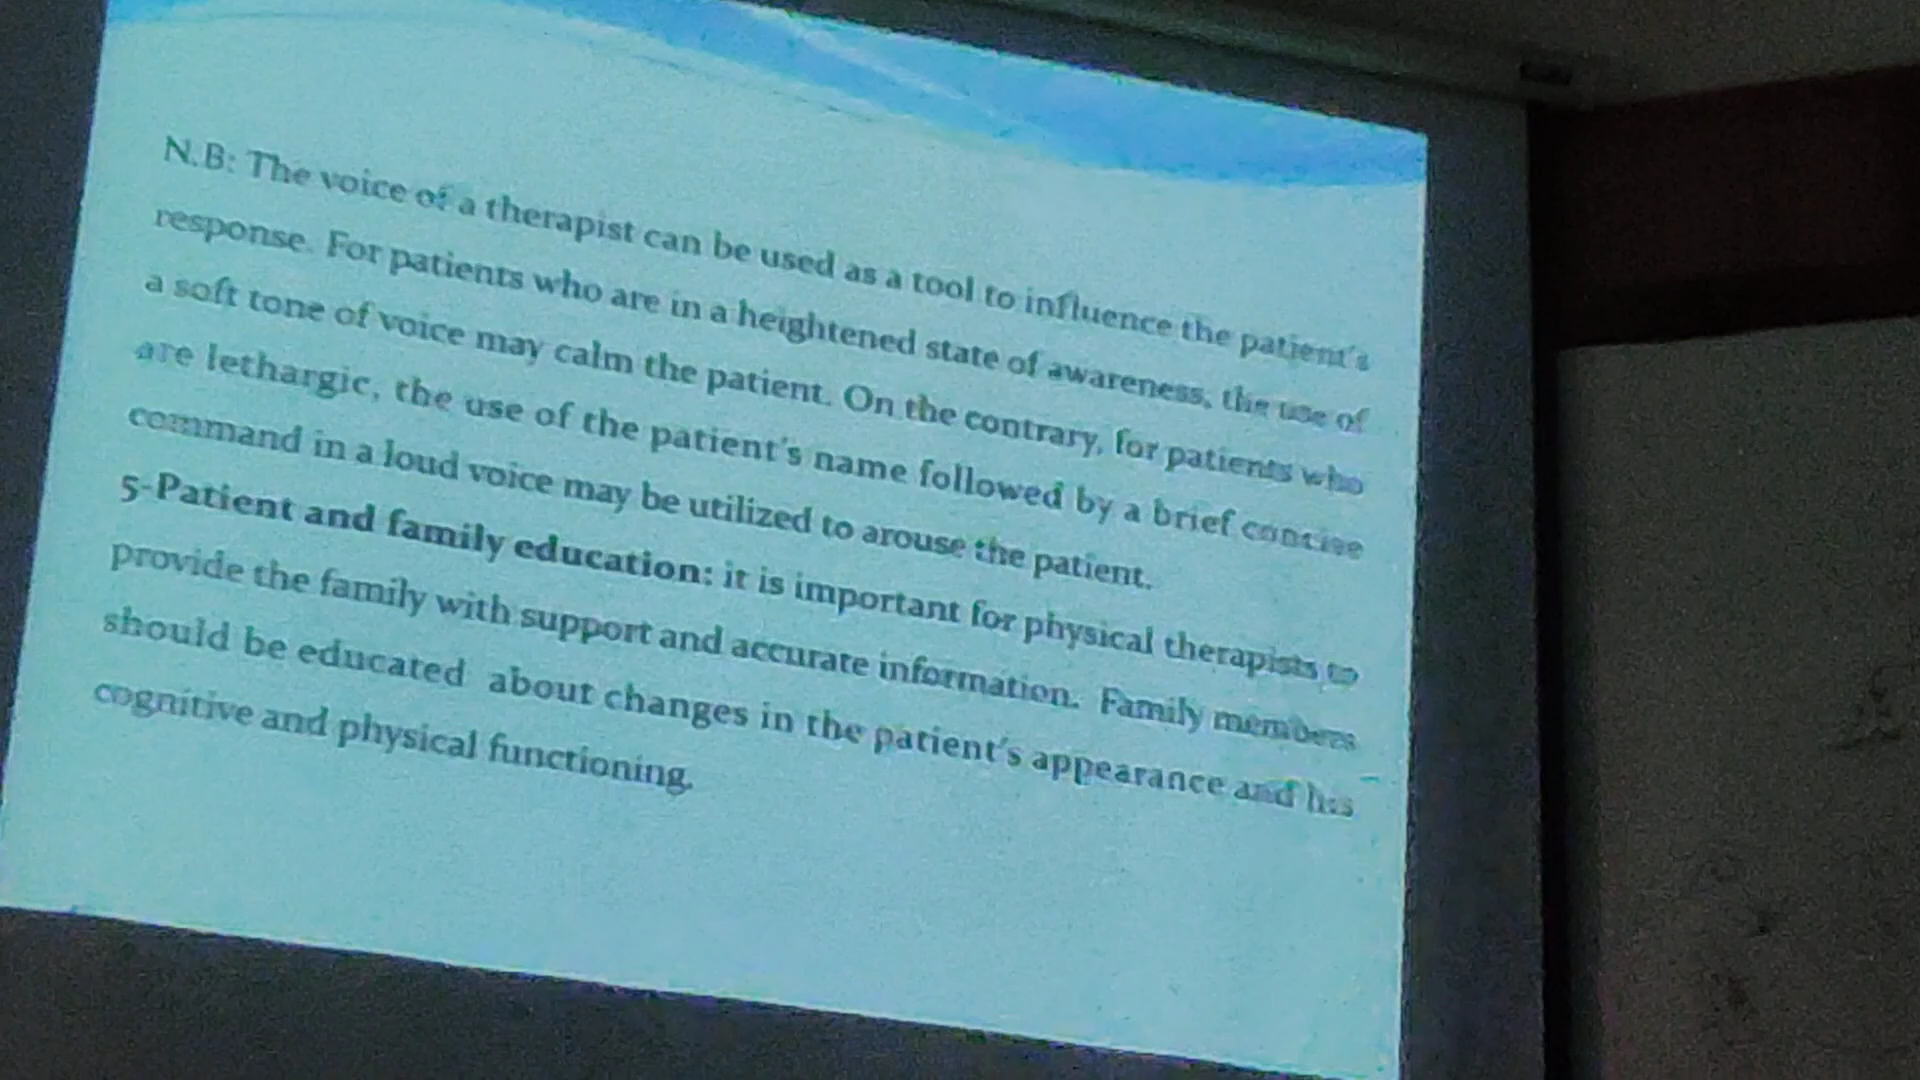 N.B: The voice of a therapist can be used as a tool to influence the patient's
response. For patients who are in a heightened state of awareness, the use of
a soft tone of voice may calm the patient. On the contrary, for patients who
are lethargic, the use of the patient's name followed by a brief concise
command in a loud voice may be utilized to arouse the patient.
5-Patient and family education: it is important for physical therapists to
provide the family with support and accurate information. Family members
should be educated about changes in the patient's appearance and his
cognitive and physical functioning.